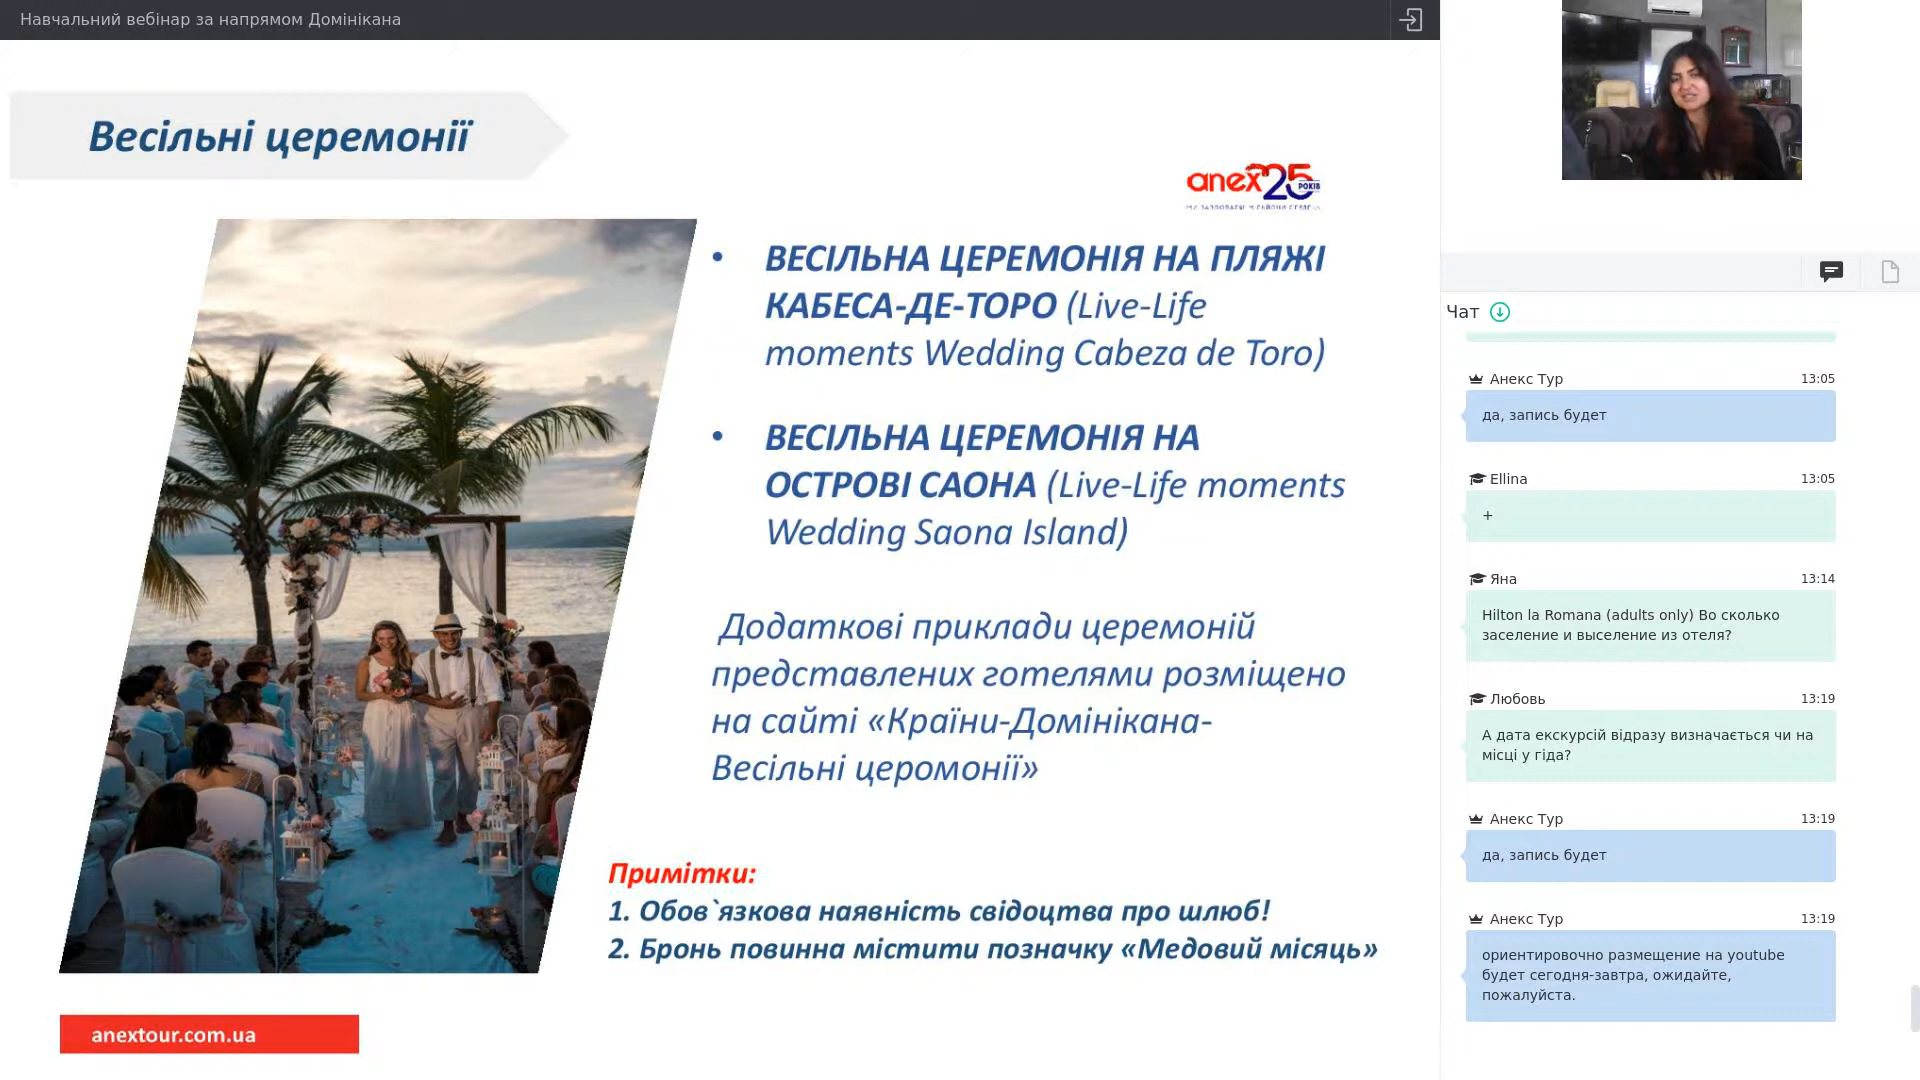 Навчальний вебінар за напрямом Домінікана
Весільні церемонії
anex 25
РОКІВ
• ВЕСІЛЬНА ЦЕРЕМОНІЯ НА ПЛЯЖІ
КАБЕСА-ДЕ-ТОРО (Live-Life
moments Wedding Cabeza de Toro)
• ВЕСІЛЬНА ЦЕРЕМОНІЯ НА
ОСТРОВІ САОНА (Live-Life moments
Wedding Saona Island)
Додаткові приклади церемоній
представлених готелями розміщено
на сайті «Країни-Домінікана-
Весільні церомонії»
Примітки:
1. Обов`язкова наявність свідоцтва про шлюб!
2. Бронь повинна містити позначку «Медовий місяць»
anextour.com.ua
Чат
Анекс Тур 13:05
да, запись будет
Ellina 13:05
+
Яна 13:14
Hilton la Romana (adults only) Во сколько
заселение и выселение из отеля?
Любовь 13:19
А дата екскурсій відразу визначається чи на
місці у гіда?
Анекс Тур 13:19
да, запись будет
Анекс Тур 13:19
ориентировочно размещение на youtube
будет сегодня-завтра, ожидайте,
пожалуйста.